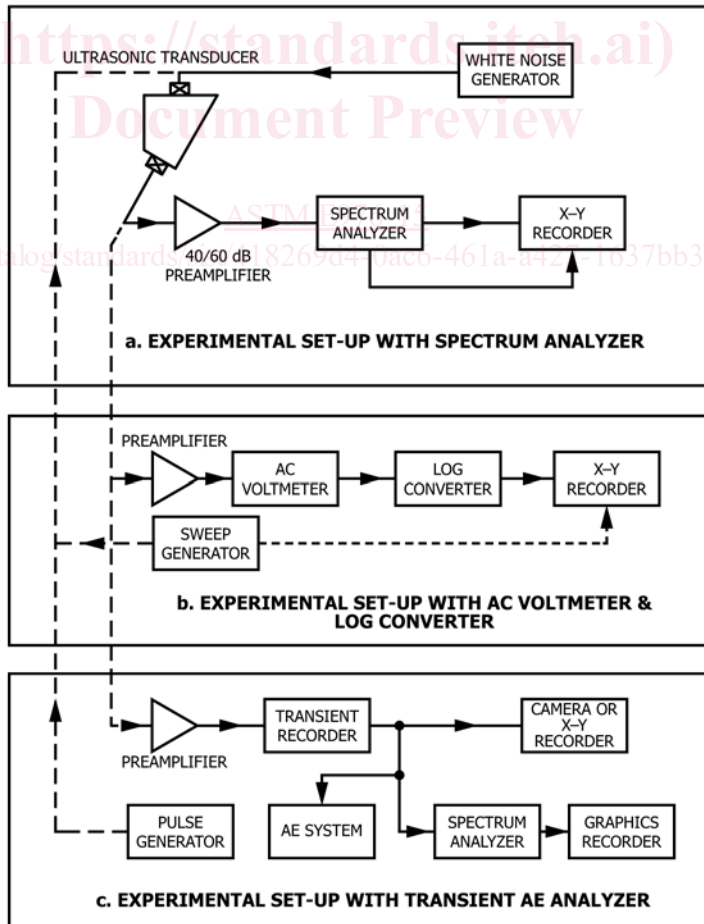 https://standards.iteh.ai)
Document Preview
ULTRASONIC TRANSDUCER
WHITE NOISE
GENERATOR
SPECTRUM
ANALYZER
X–Y
RECORDER
40/60 dB
PREAMPLIFIER
a. EXPERIMENTAL SET-UP WITH SPECTRUM ANALYZER
PREAMPLIFIER
AC
VOLTMETER
LOG
CONVERTER
X–Y
RECORDER
SWEEP
GENERATOR
b. EXPERIMENTAL SET-UP WITH AC VOLTMETER &
LOG CONVERTER
PREAMPLIFIER
TRANSIENT
RECORDER
CAMERA OR
X–Y
RECORDER
PULSE
GENERATOR
AE SYSTEM
SPECTRUM
ANALYZER
GRAPHICS
RECORDER
c. EXPERIMENTAL SET-UP WITH TRANSIENT AE ANALYZER